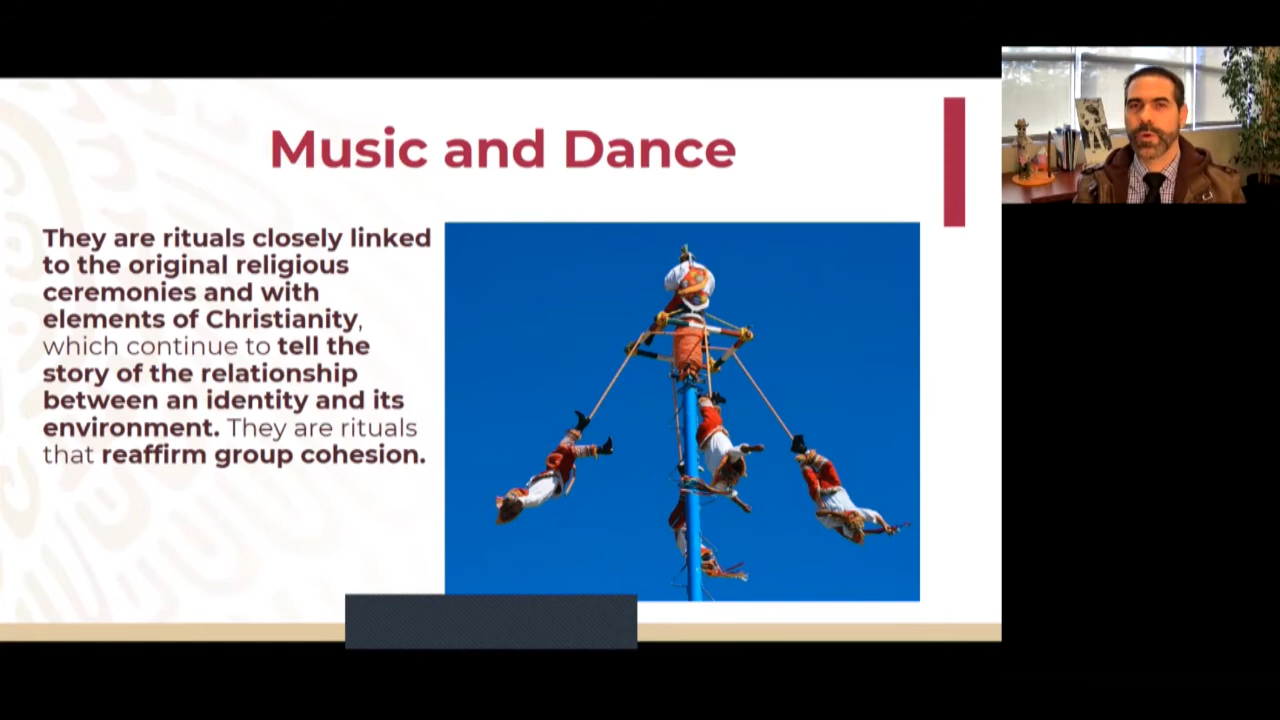 Music and Dance
They are rituals closely linked
to the original religious
ceremonies and with
elements of Christianity,
which continue to tell the
story of the relationship
between an identity and its
environment. They are rituals
that reaffirm group cohesion.